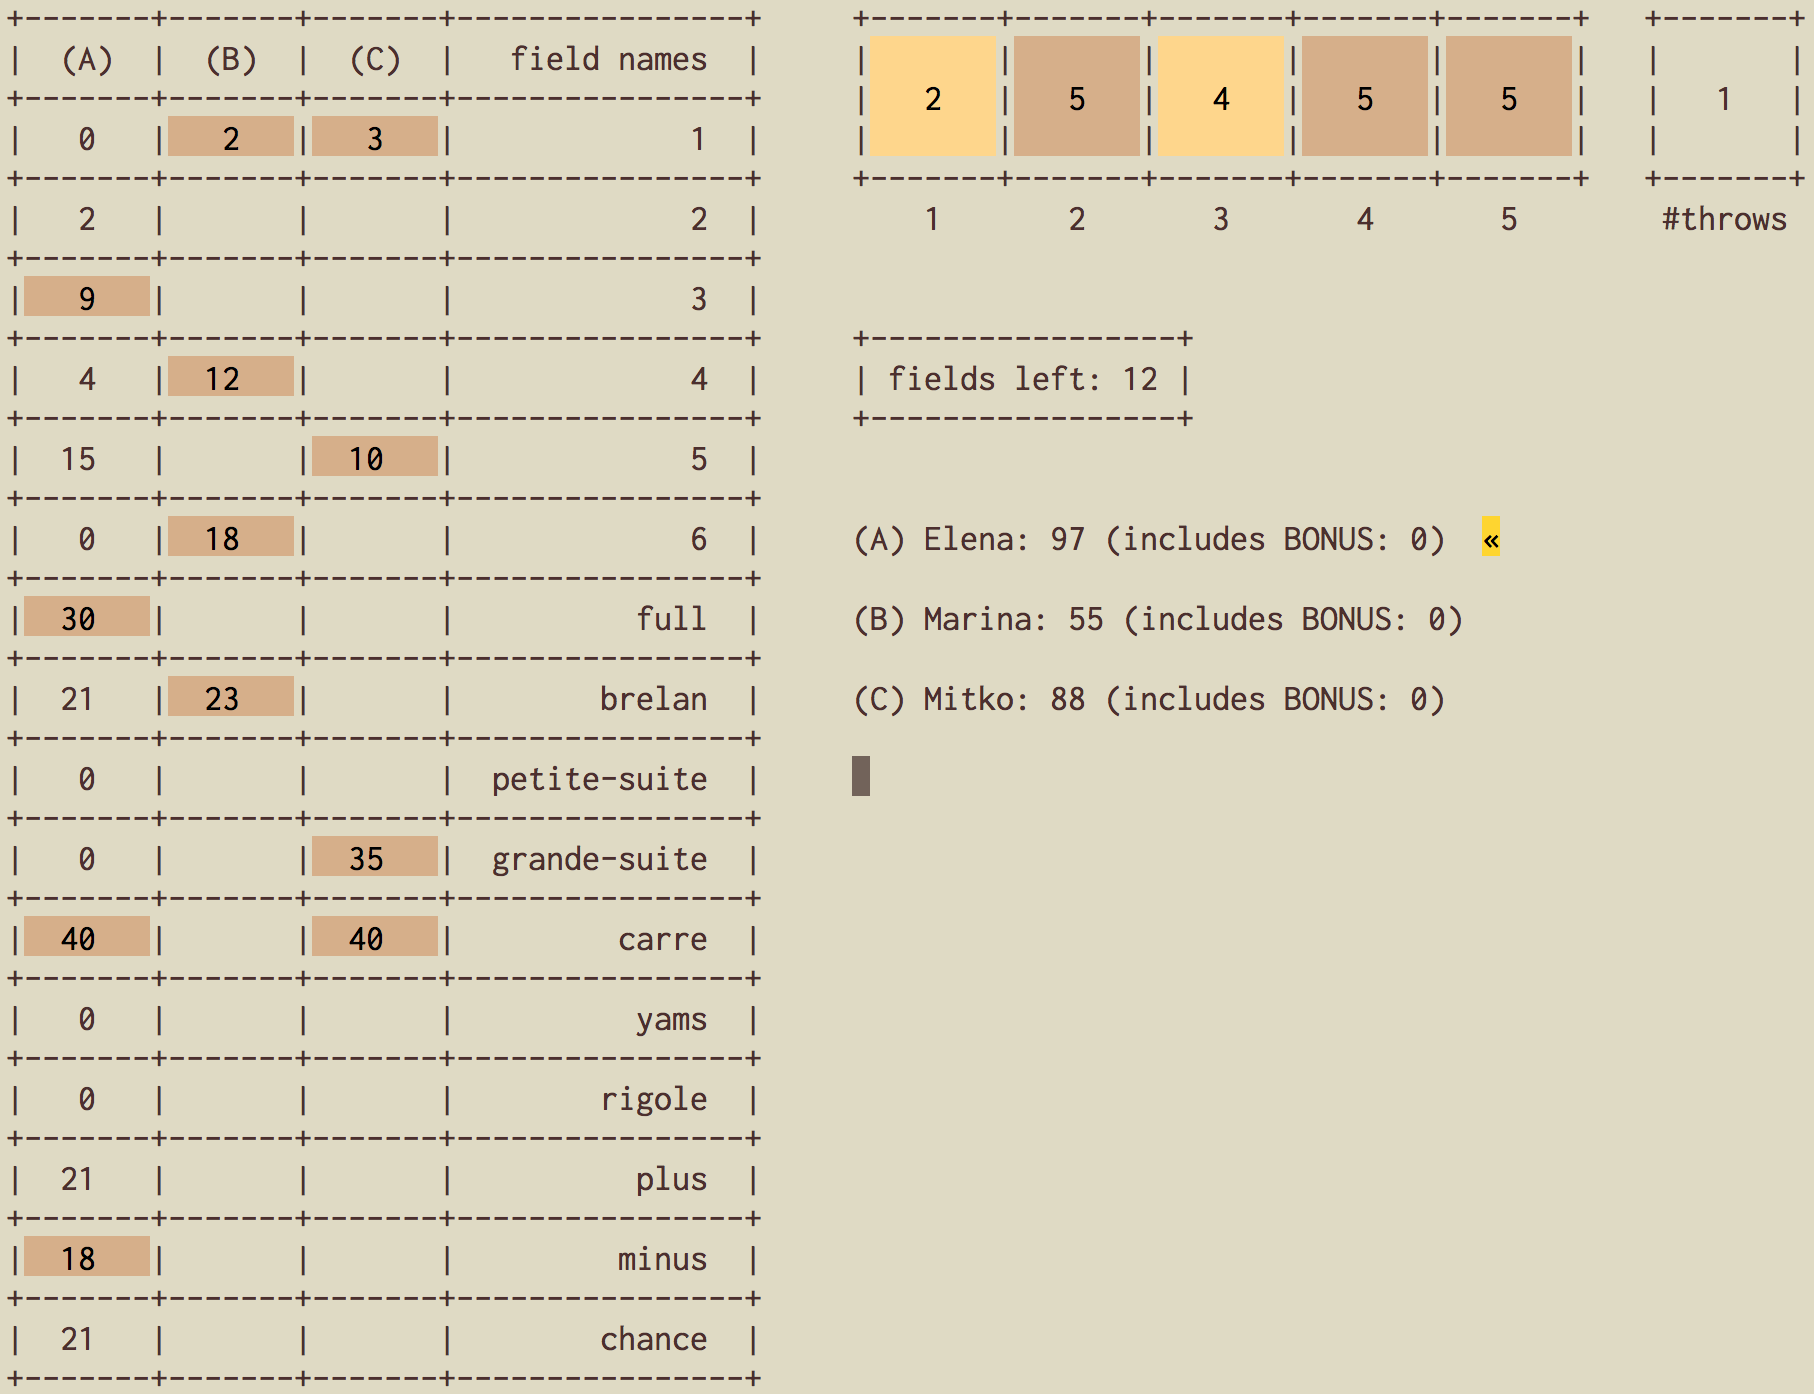 +-------+-------+-------+----------------+     +-------+-------+-------+-------+-------+   +-------+
|  (A)  |  (B)  |  (C)  |   field names  |     |       |       |       |       |       |   |       |
+-------+-------+-------+----------------+     |   2   |   5   |   4   |   5   |   5   |   |   1   |
|   0   |   2   |   3   |             1  |     |       |       |       |       |       |   |       |
+-------+-------+-------+----------------+     +-------+-------+-------+-------+-------+   +-------+
|   2   |       |       |             2  |         1       2       3       4       5        #throws
+-------+-------+-------+----------------+
|   9   |       |       |             3  |
+-------+-------+-------+----------------+     +-----------------+
|   4   |  12   |       |             4  |     | fields left: 12 |
+-------+-------+-------+----------------+     +-----------------+
|  15   |       |  10   |             5  |
+-------+-------+-------+----------------+
|   0   |  18   |       |             6  |     (A) Elena: 97 (includes BONUS: 0)  «
+-------+-------+-------+----------------+
|  30   |       |       |          full  |     (B) Marina: 55 (includes BONUS: 0)
+-------+-------+-------+----------------+
|  21   |  23   |       |        brelan  |     (C) Mitko: 88 (includes BONUS: 0)
+-------+-------+-------+----------------+
|   0   |       |       |  petite-suite  |
+-------+-------+-------+----------------+
|   0   |       |  35   |  grande-suite  |
+-------+-------+-------+----------------+
|  40   |       |  40   |         carre  |
+-------+-------+-------+----------------+
|   0   |       |       |          yams  |
+-------+-------+-------+----------------+
|   0   |       |       |        rigole  |
+-------+-------+-------+----------------+
|  21   |       |       |          plus  |
+-------+-------+-------+----------------+
|  18   |       |       |         minus  |
+-------+-------+-------+----------------+
|  21   |       |       |        chance  |
+-------+-------+-------+----------------+